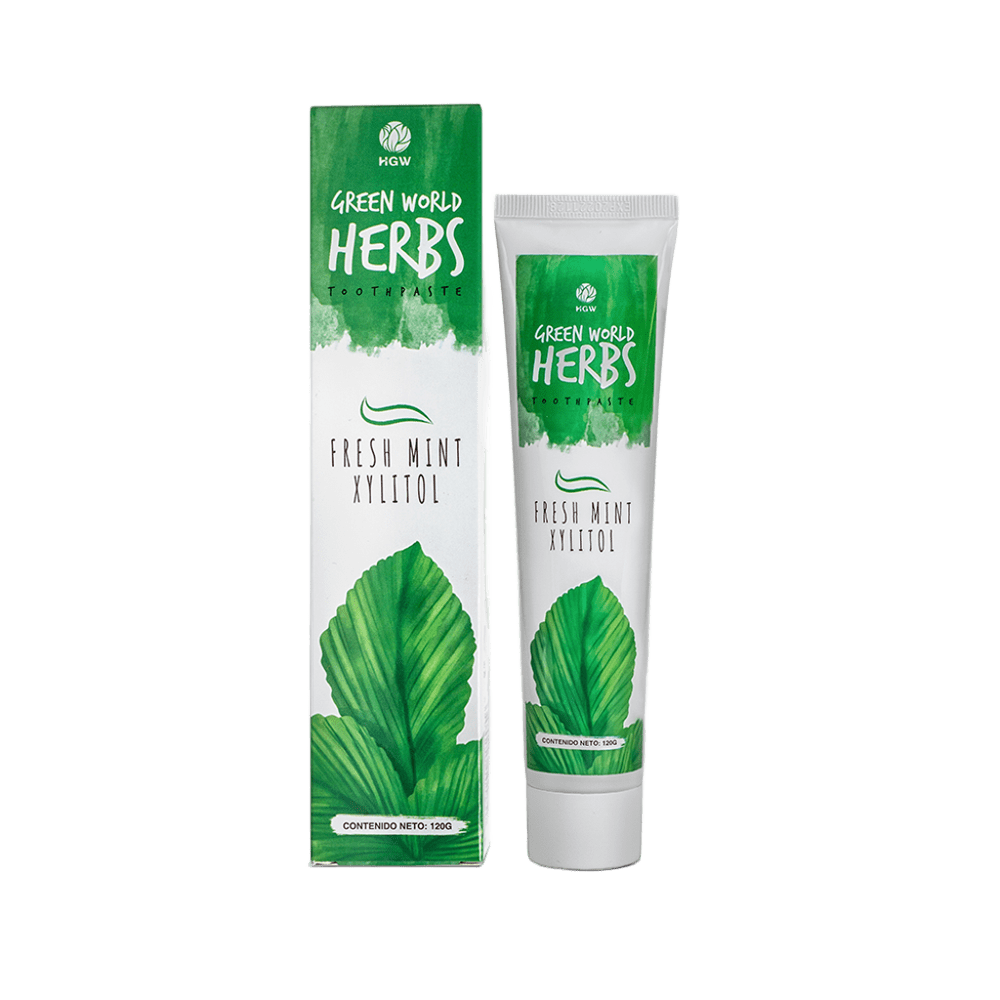 HGW
GREEN WORLD
HERBS
TOOTHPASTE
FRESH MINT
XYLITOL
CONTENIDO NETO: 120G
HGW
GREEN WORLD
HERBS
TOOTHPASTE
FRESH MINT
XYLITOL
CONTENIDO NETO: 120G